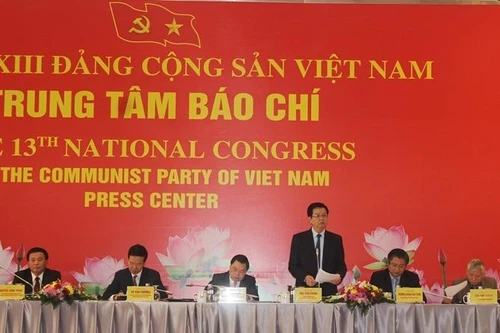 XIII ĐẢNG CỘNG SẢN VIỆT NAM
TRUNG TÂM BÁO CHÍ
13TH NATIONAL CONGRESS
THE COMMUNIST PARTY OF VIET NAM
PRESS CENTER